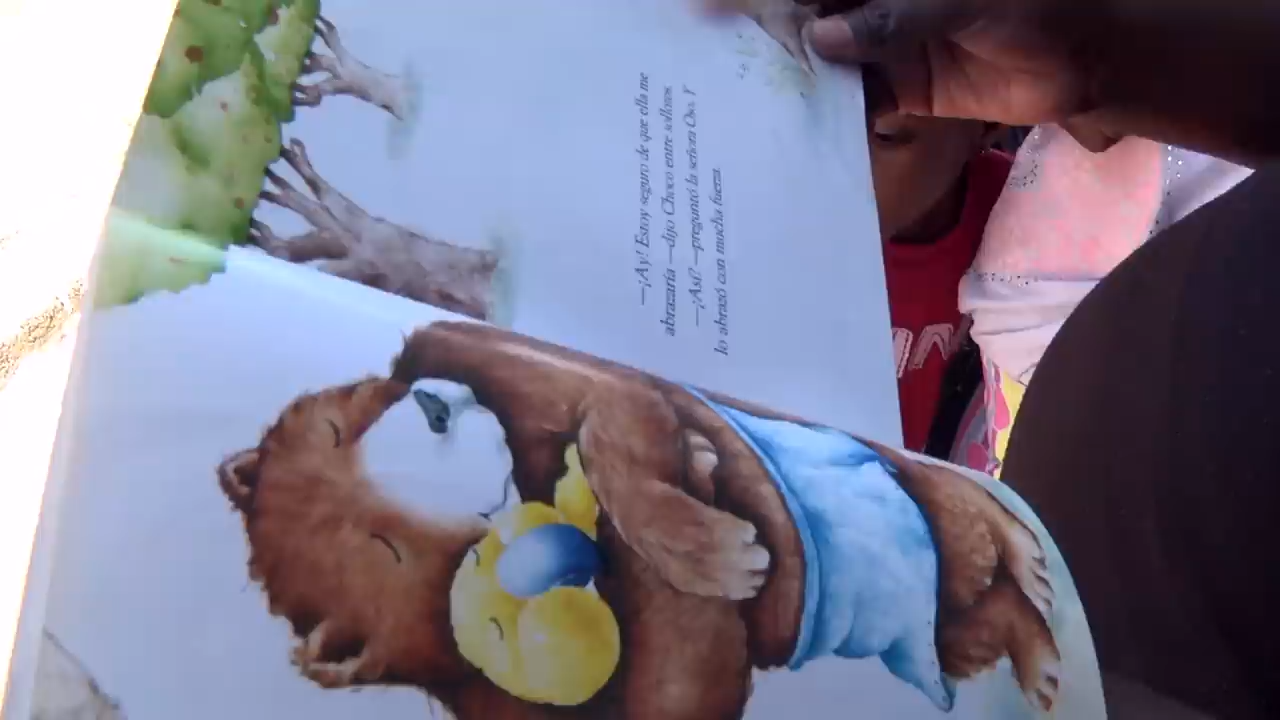 —¡Ay! Estoy seguro de que ella me
abrazaría —dijo Choco entre sollozos.
—¿Así? —preguntó la señora Oso. Y
lo abrazó con mucha fuerza.